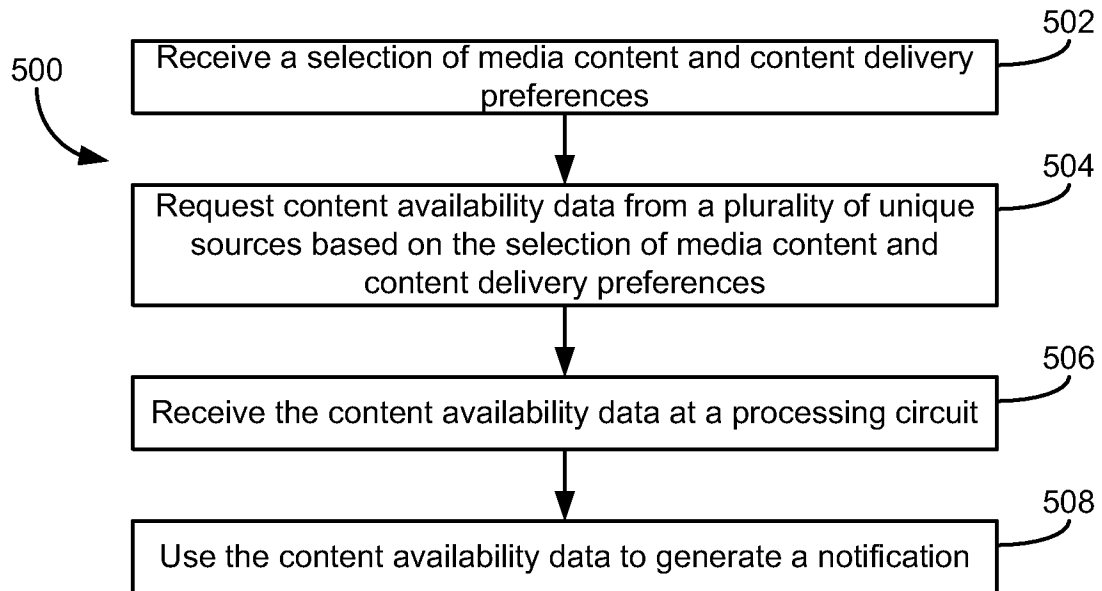 500
502
Receive a selection of media content and content delivery
preferences
504
Request content availability data from a plurality of unique
sources based on the selection of media content and
content delivery preferences
506
Receive the content availability data at a processing circuit
508
Use the content availability data to generate a notification